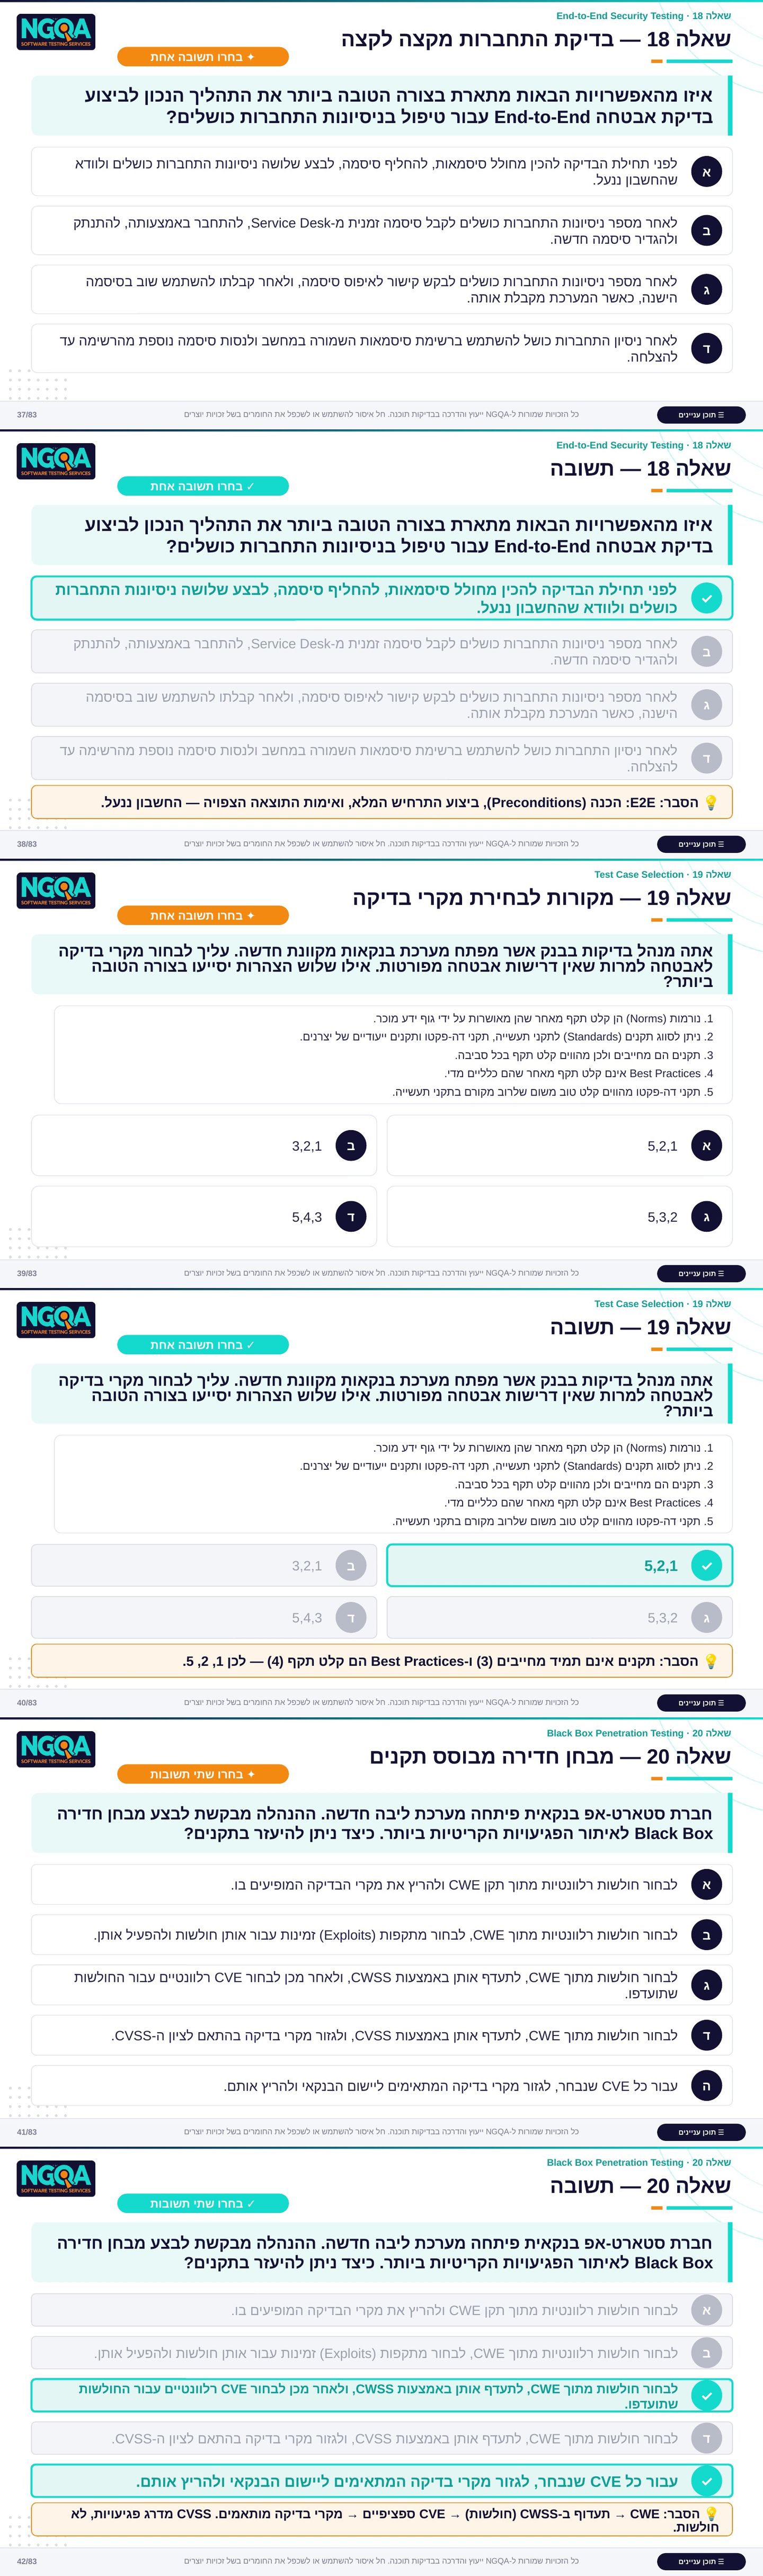 שאלה 18 · End-to-End Security Testing
NGQA
SOFTWARE TESTING SERVICES
שאלה 18 — בדיקת התחברות מקצה לקצה
✦ בחרו תשובה אחת
איזו מהאפשרויות הבאות מתארת בצורה הטובה ביותר את התהליך הנכון לביצוע
בדיקת אבטחה End-to-End עבור טיפול בניסיונות התחברות כושלים?
א
לפני תחילת הבדיקה להכין מחולל סיסמאות, להחליף סיסמה, לבצע שלושה ניסיונות התחברות כושלים ולוודא
שהחשבון ננעל.
ב
לאחר מספר ניסיונות התחברות כושלים לקבל סיסמה זמנית מ-Service Desk, להתחבר באמצעותה, להתנתק
ולהגדיר סיסמה חדשה.
ג
לאחר מספר ניסיונות התחברות כושלים לבקש קישור לאיפוס סיסמה, ולאחר קבלתו להשתמש שוב בסיסמה
הישנה, כאשר המערכת מקבלת אותה.
ד
לאחר ניסיון התחברות כושל להשתמש ברשימת סיסמאות השמורה במחשב ולנסות סיסמה נוספת מהרשימה עד
להצלחה.
☰ תוכן עניינים
כל הזכויות שמורות ל-NGQA ייעוץ והדרכה בבדיקות תוכנה. חל איסור להשתמש או לשכפל את החומרים בשל זכויות יוצרים
37/83
שאלה 18 · End-to-End Security Testing
NGQA
SOFTWARE TESTING SERVICES
שאלה 18 — תשובה
✓ בחרו תשובה אחת
איזו מהאפשרויות הבאות מתארת בצורה הטובה ביותר את התהליך הנכון לביצוע
בדיקת אבטחה End-to-End עבור טיפול בניסיונות התחברות כושלים?
✓
לפני תחילת הבדיקה להכין מחולל סיסמאות, להחליף סיסמה, לבצע שלושה ניסיונות התחברות
כושלים ולוודא שהחשבון ננעל.
ב
לאחר מספר ניסיונות התחברות כושלים לקבל סיסמה זמנית מ-Service Desk, להתחבר באמצעותה, להתנתק
ולהגדיר סיסמה חדשה.
ג
לאחר מספר ניסיונות התחברות כושלים לבקש קישור לאיפוס סיסמה, ולאחר קבלתו להשתמש שוב בסיסמה
הישנה, כאשר המערכת מקבלת אותה.
ד
לאחר ניסיון התחברות כושל להשתמש ברשימת סיסמאות השמורה במחשב ולנסות סיסמה נוספת מהרשימה עד
להצלחה.
💡 הסבר: E2E: הכנה (Preconditions), ביצוע התרחיש המלא, ואימות התוצאה הצפויה — החשבון ננעל.
☰ תוכן עניינים
כל הזכויות שמורות ל-NGQA ייעוץ והדרכה בבדיקות תוכנה. חל איסור להשתמש או לשכפל את החומרים בשל זכויות יוצרים
38/83
שאלה 19 · Test Case Selection
NGQA
SOFTWARE TESTING SERVICES
שאלה 19 — מקורות לבחירת מקרי בדיקה
✦ בחרו תשובה אחת
אתה מנהל בדיקות בבנק אשר מפתח מערכת בנקאות מקוונת חדשה. עליך לבחור מקרי בדיקה
לאבטחה למרות שאין דרישות אבטחה מפורטות. אילו שלוש הצהרות יסייעו בצורה הטובה
ביותר?
1. נורמות (Norms) הן קלט תקף מאחר שהן מאושרות על ידי גוף ידע מוכר.
2. ניתן לסווג תקנים (Standards) לתקני תעשייה, תקני דה-פקטו ותקנים ייעודיים של יצרנים.
3. תקנים הם מחייבים ולכן מהווים קלט תקף בכל סביבה.
4. Best Practices אינם קלט תקף מאחר שהם כלליים מדי.
5. תקני דה-פקטו מהווים קלט טוב משום שלרוב מקורם בתקני תעשייה.
א
5,2,1
ב
3,2,1
ג
5,3,2
ד
5,4,3
☰ תוכן עניינים
כל הזכויות שמורות ל-NGQA ייעוץ והדרכה בבדיקות תוכנה. חל איסור להשתמש או לשכפל את החומרים בשל זכויות יוצרים
39/83
שאלה 19 · Test Case Selection
NGQA
SOFTWARE TESTING SERVICES
שאלה 19 — תשובה
✓ בחרו תשובה אחת
אתה מנהל בדיקות בבנק אשר מפתח מערכת בנקאות מקוונת חדשה. עליך לבחור מקרי בדיקה
לאבטחה למרות שאין דרישות אבטחה מפורטות. אילו שלוש הצהרות יסייעו בצורה הטובה
ביותר?
1. נורמות (Norms) הן קלט תקף מאחר שהן מאושרות על ידי גוף ידע מוכר.
2. ניתן לסווג תקנים (Standards) לתקני תעשייה, תקני דה-פקטו ותקנים ייעודיים של יצרנים.
3. תקנים הם מחייבים ולכן מהווים קלט תקף בכל סביבה.
4. Best Practices אינם קלט תקף מאחר שהם כלליים מדי.
5. תקני דה-פקטו מהווים קלט טוב משום שלרוב מקורם בתקני תעשייה.
✓
5,2,1
ב
3,2,1
ג
5,3,2
ד
5,4,3
💡 הסבר: תקנים אינם תמיד מחייבים (3) ו-Best Practices הם קלט תקף (4) — לכן 1, 2, 5.
☰ תוכן עניינים
כל הזכויות שמורות ל-NGQA ייעוץ והדרכה בבדיקות תוכנה. חל איסור להשתמש או לשכפל את החומרים בשל זכויות יוצרים
40/83
שאלה 20 · Black Box Penetration Testing
NGQA
SOFTWARE TESTING SERVICES
שאלה 20 — מבחן חדירה מבוסס תקנים
✦ בחרו שתי תשובות
חברת סטארט-אפ בנקאית פיתחה מערכת ליבה חדשה. ההנהלה מבקשת לבצע מבחן חדירה
Black Box לאיתור הפגיעויות הקריטיות ביותר. כיצד ניתן להיעזר בתקנים?
א
לבחור חולשות רלוונטיות מתוך תקן CWE ולהריץ את מקרי הבדיקה המופיעים בו.
ב
לבחור חולשות רלוונטיות מתוך CWE, לבחור מתקפות (Exploits) זמינות עבור אותן חולשות ולהפעיל אותן.
ג
לבחור חולשות מתוך CWE, לתעדף אותן באמצעות CWSS, ולאחר מכן לבחור CVE רלוונטיים עבור החולשות
שתועדפו.
ד
לבחור חולשות מתוך CWE, לתעדף אותן באמצעות CVSS, ולגזור מקרי בדיקה בהתאם לציון ה-CVSS.
ה
עבור כל CVE שנבחר, לגזור מקרי בדיקה המתאימים ליישום הבנקאי ולהריץ אותם.
☰ תוכן עניינים
כל הזכויות שמורות ל-NGQA ייעוץ והדרכה בבדיקות תוכנה. חל איסור להשתמש או לשכפל את החומרים בשל זכויות יוצרים
41/83
שאלה 20 · Black Box Penetration Testing
NGQA
SOFTWARE TESTING SERVICES
שאלה 20 — תשובה
✓ בחרו שתי תשובות
חברת סטארט-אפ בנקאית פיתחה מערכת ליבה חדשה. ההנהלה מבקשת לבצע מבחן חדירה
Black Box לאיתור הפגיעויות הקריטיות ביותר. כיצד ניתן להיעזר בתקנים?
א
לבחור חולשות רלוונטיות מתוך תקן CWE ולהריץ את מקרי הבדיקה המופיעים בו.
ב
לבחור חולשות רלוונטיות מתוך CWE, לבחור מתקפות (Exploits) זמינות עבור אותן חולשות ולהפעיל אותן.
✓
לבחור חולשות מתוך CWE, לתעדף אותן באמצעות CWSS, ולאחר מכן לבחור CVE רלוונטיים עבור החולשות
שתועדפו.
ד
לבחור חולשות מתוך CWE, לתעדף אותן באמצעות CVSS, ולגזור מקרי בדיקה בהתאם לציון ה-CVSS.
✓
עבור כל CVE שנבחר, לגזור מקרי בדיקה המתאימים ליישום הבנקאי ולהריץ אותם.
💡 הסבר: CWE → תעדוף ב-CWSS (חולשות) → CVE ספציפיים → מקרי בדיקה מותאמים. CVSS מדרג פגיעויות, לא
חולשות.
☰ תוכן עניינים
כל הזכויות שמורות ל-NGQA ייעוץ והדרכה בבדיקות תוכנה. חל איסור להשתמש או לשכפל את החומרים בשל זכויות יוצרים
42/83